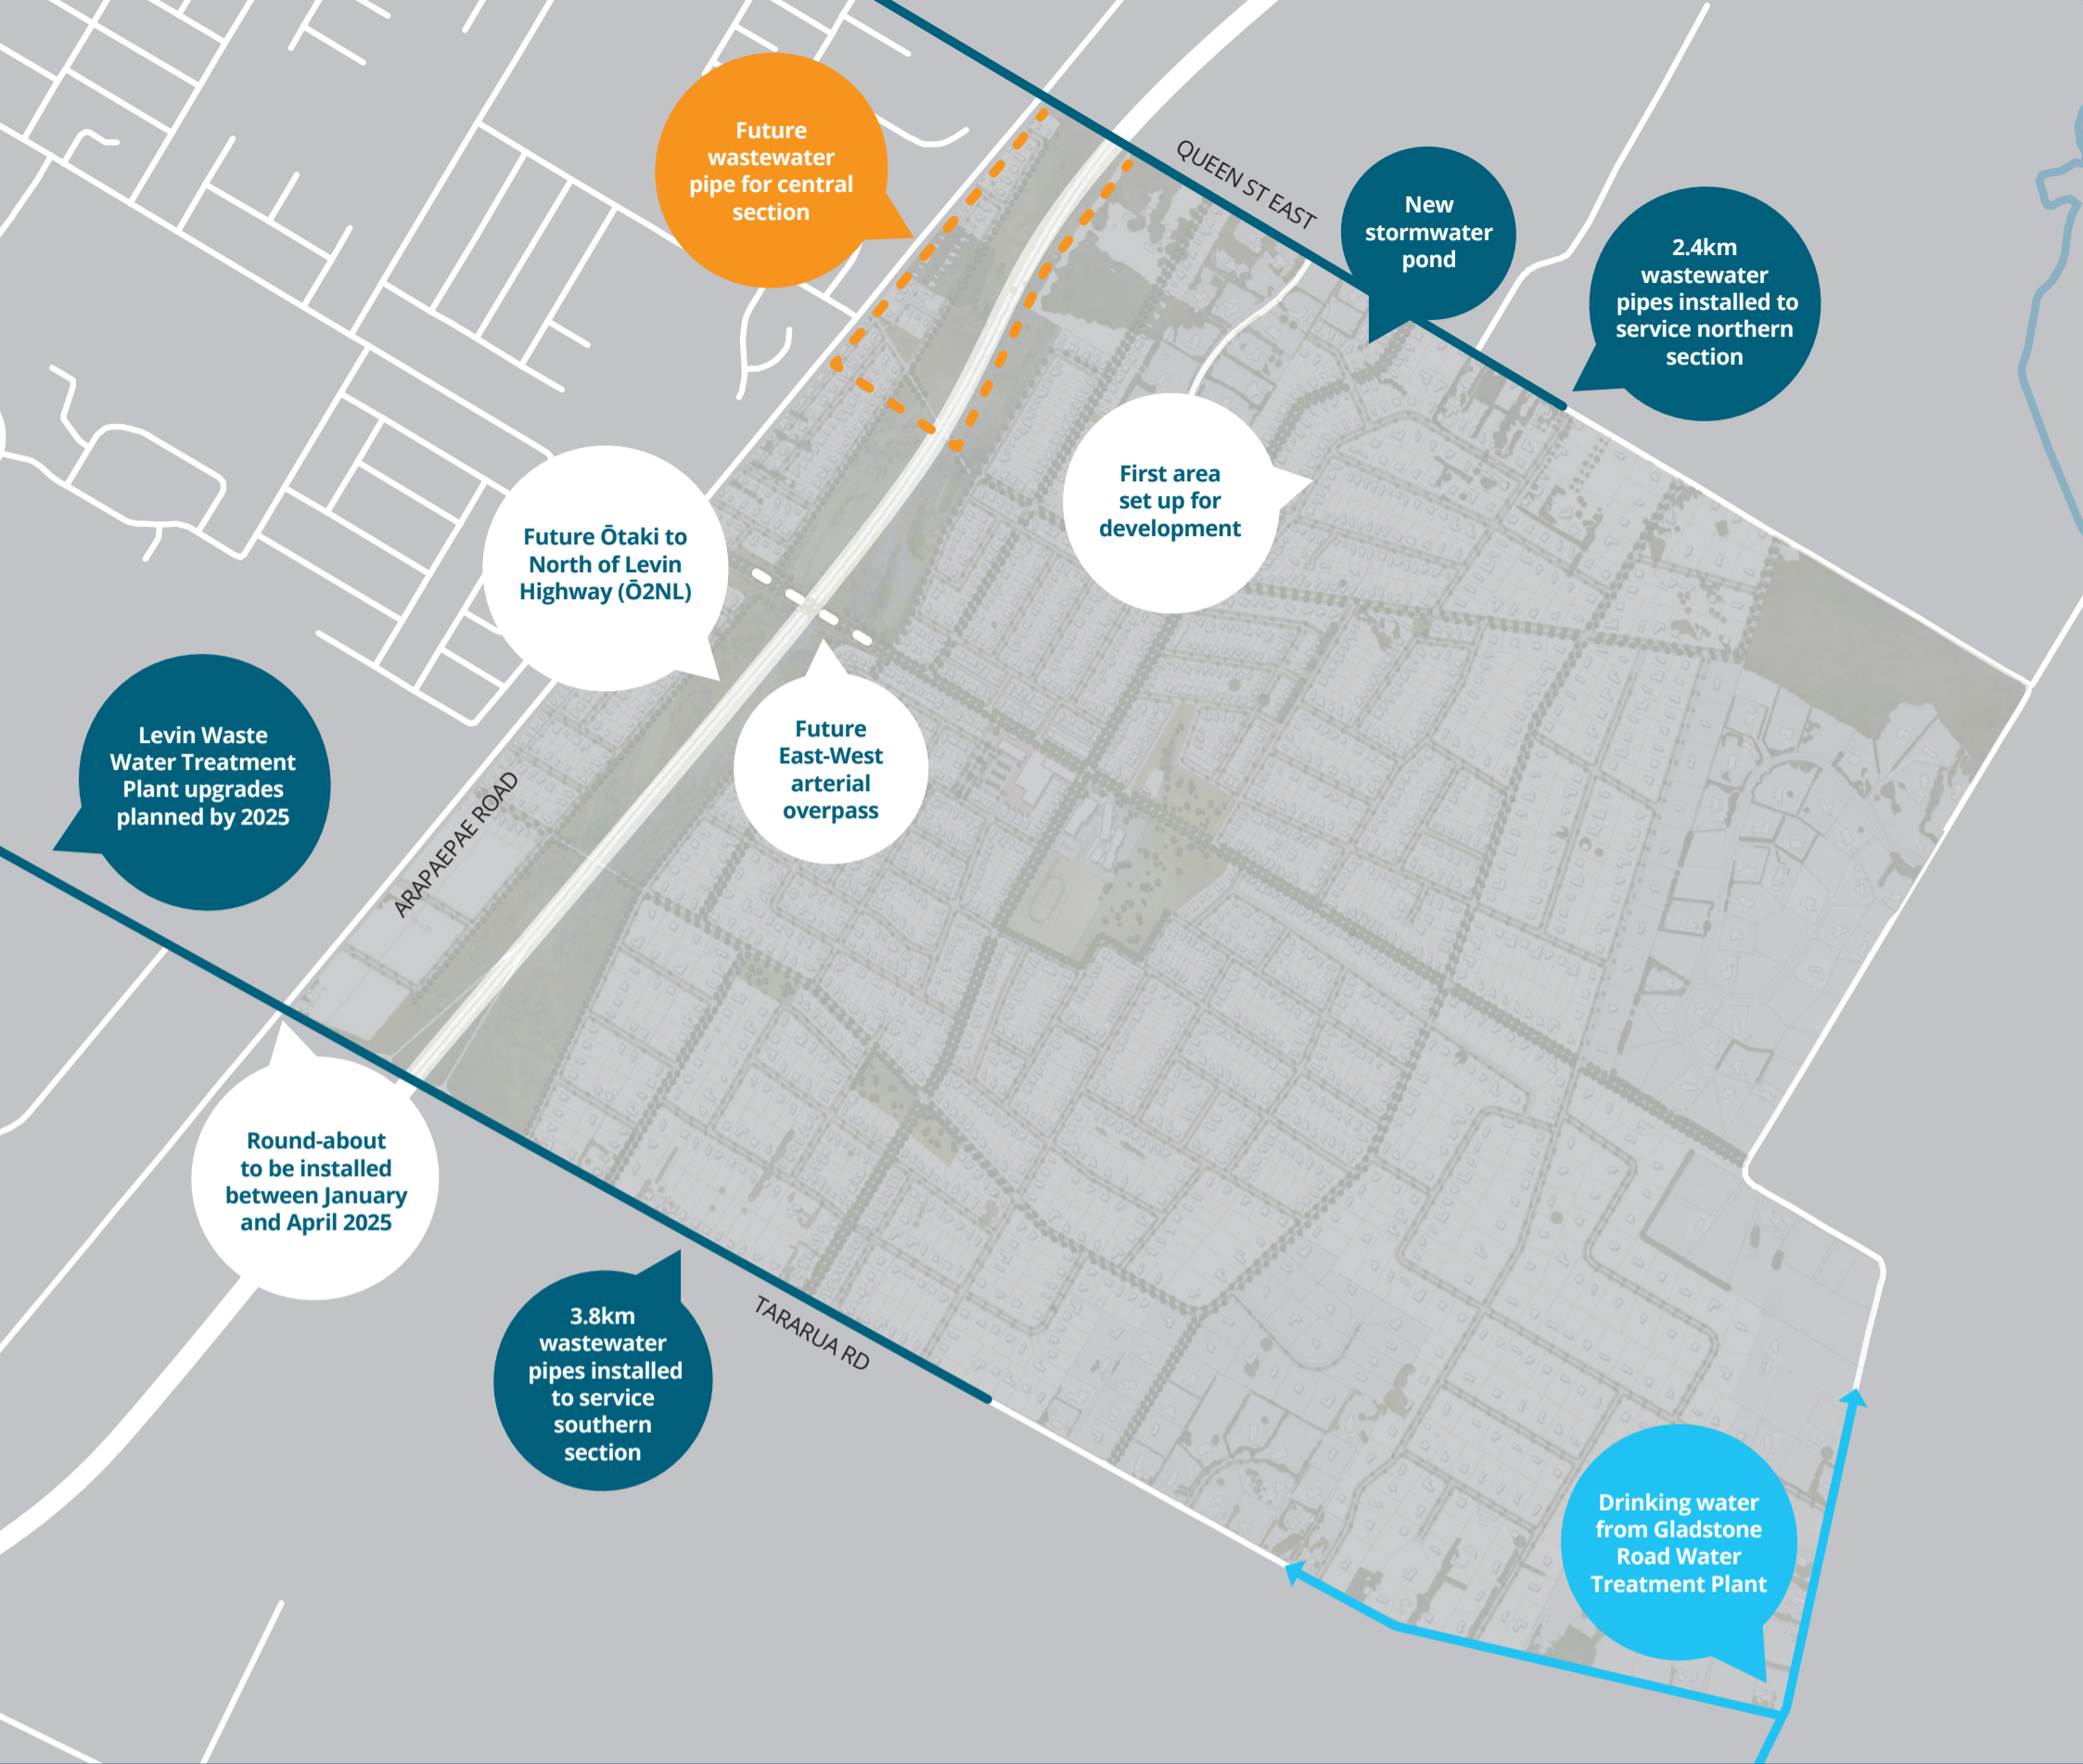 Future
wastewater
pipe for central
section
QUEEN ST EAST
New
stormwater
pond
2.4km
wastewater
pipes installed to
service northern
section
First area
set up for
development
Future Ōtaki to
North of Levin
Highway (Ō2NL)
Future
East-West
arterial
overpass
Levin Waste
Water Treatment
Plant upgrades
planned by 2025
ARAPAEPAE ROAD
Round-about
to be installed
between January
and April 2025
3.8km
wastewater
pipes installed
to service
southern
section
TARARUA RD
Drinking water
from Gladstone
Road Water
Treatment Plant